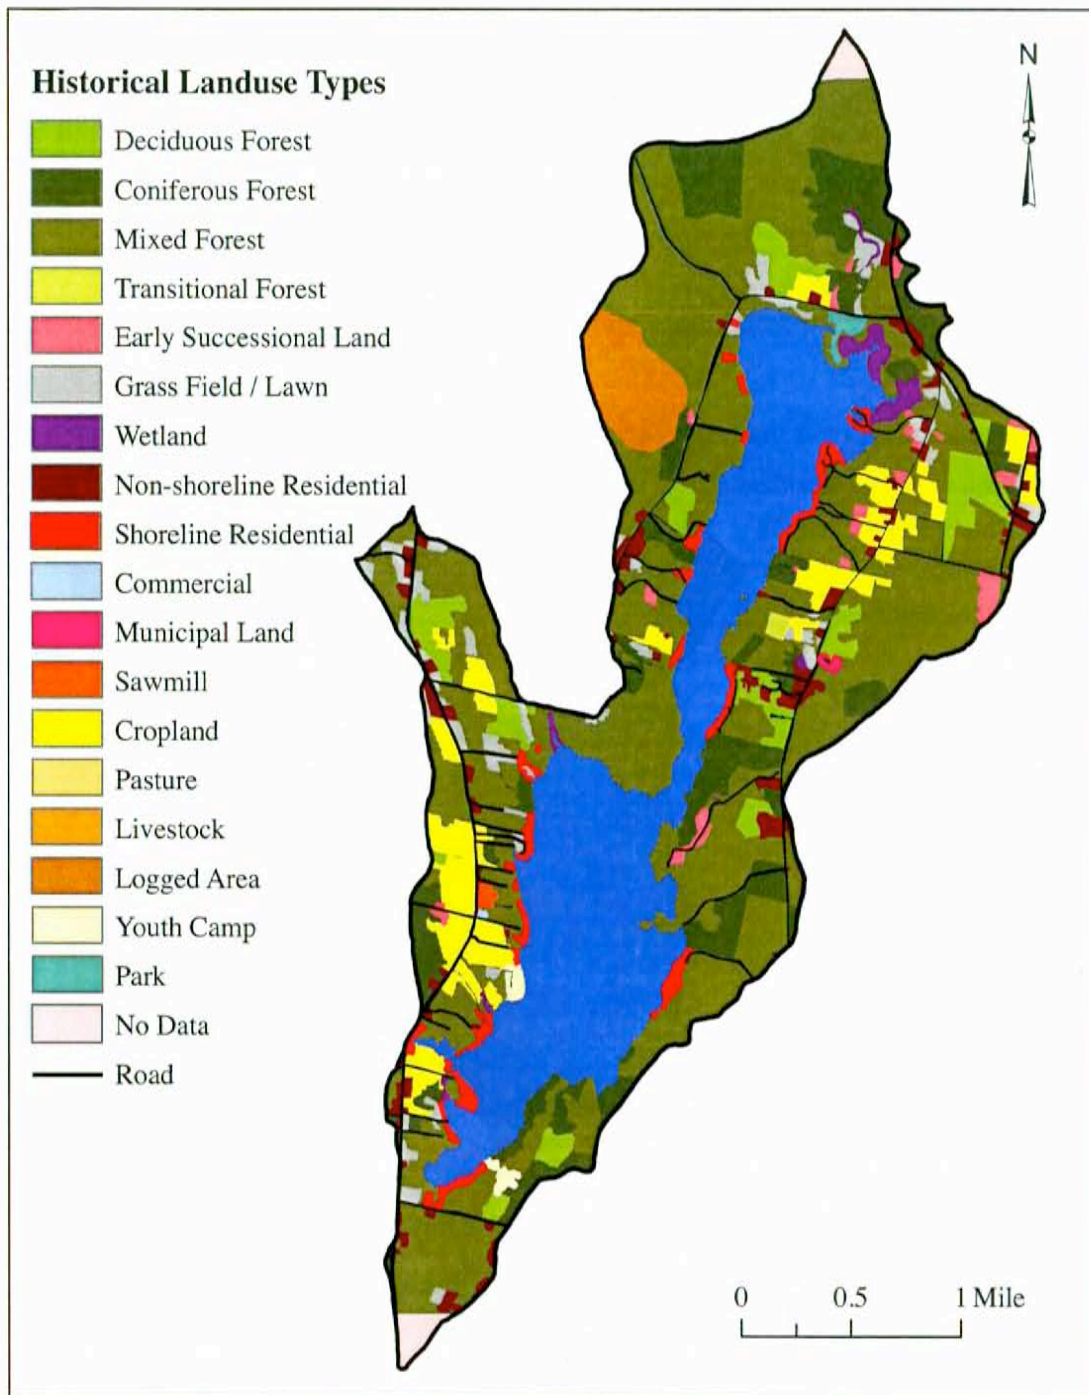 Historical Landuse Types
Deciduous Forest
Coniferous Forest
Mixed Forest
Transitional Forest
Early Successional Land
Grass Field / Lawn
Wetland
Non-shoreline Residential
Shoreline Residential
Commercial
Municipal Land
Sawmill
Cropland
Pasture
Livestock
Logged Area
Youth Camp
Park
No Data
Road
N
0 0.5 1 Mile